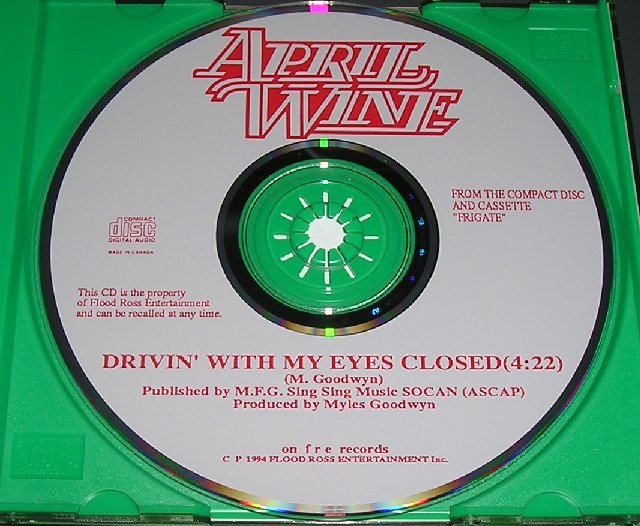 APRIL
WINE
FROM THE COMPACT DISC
AND CASSETTE
"FRIGATE"
COMPACT
disc
DIGITAL AUDIO
MADE IN CANADA
This CD is the property
of Flood Ross Entertainment
and can be recalled at any time.
DRIVIN' WITH MY EYES CLOSED(4:22)
(M. Goodwyn)
Published by M.F.G. Sing Sing Music SOCAN (ASCAP)
Produced by Myles Goodwyn
on f r e records
C P 1994 FLOOD ROSS ENTERTAINMENT Inc.